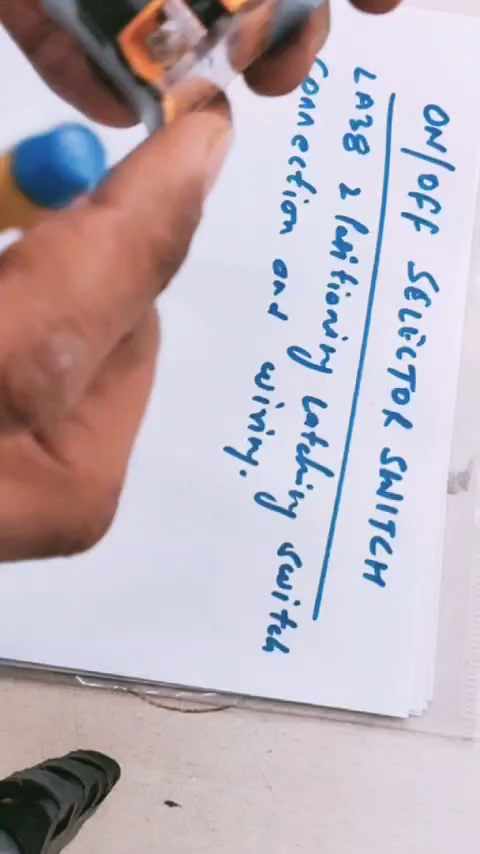 ON/OFF SELECTOR SWITCH
LA38 2 Positioning Latching switch
Connection and wiring.